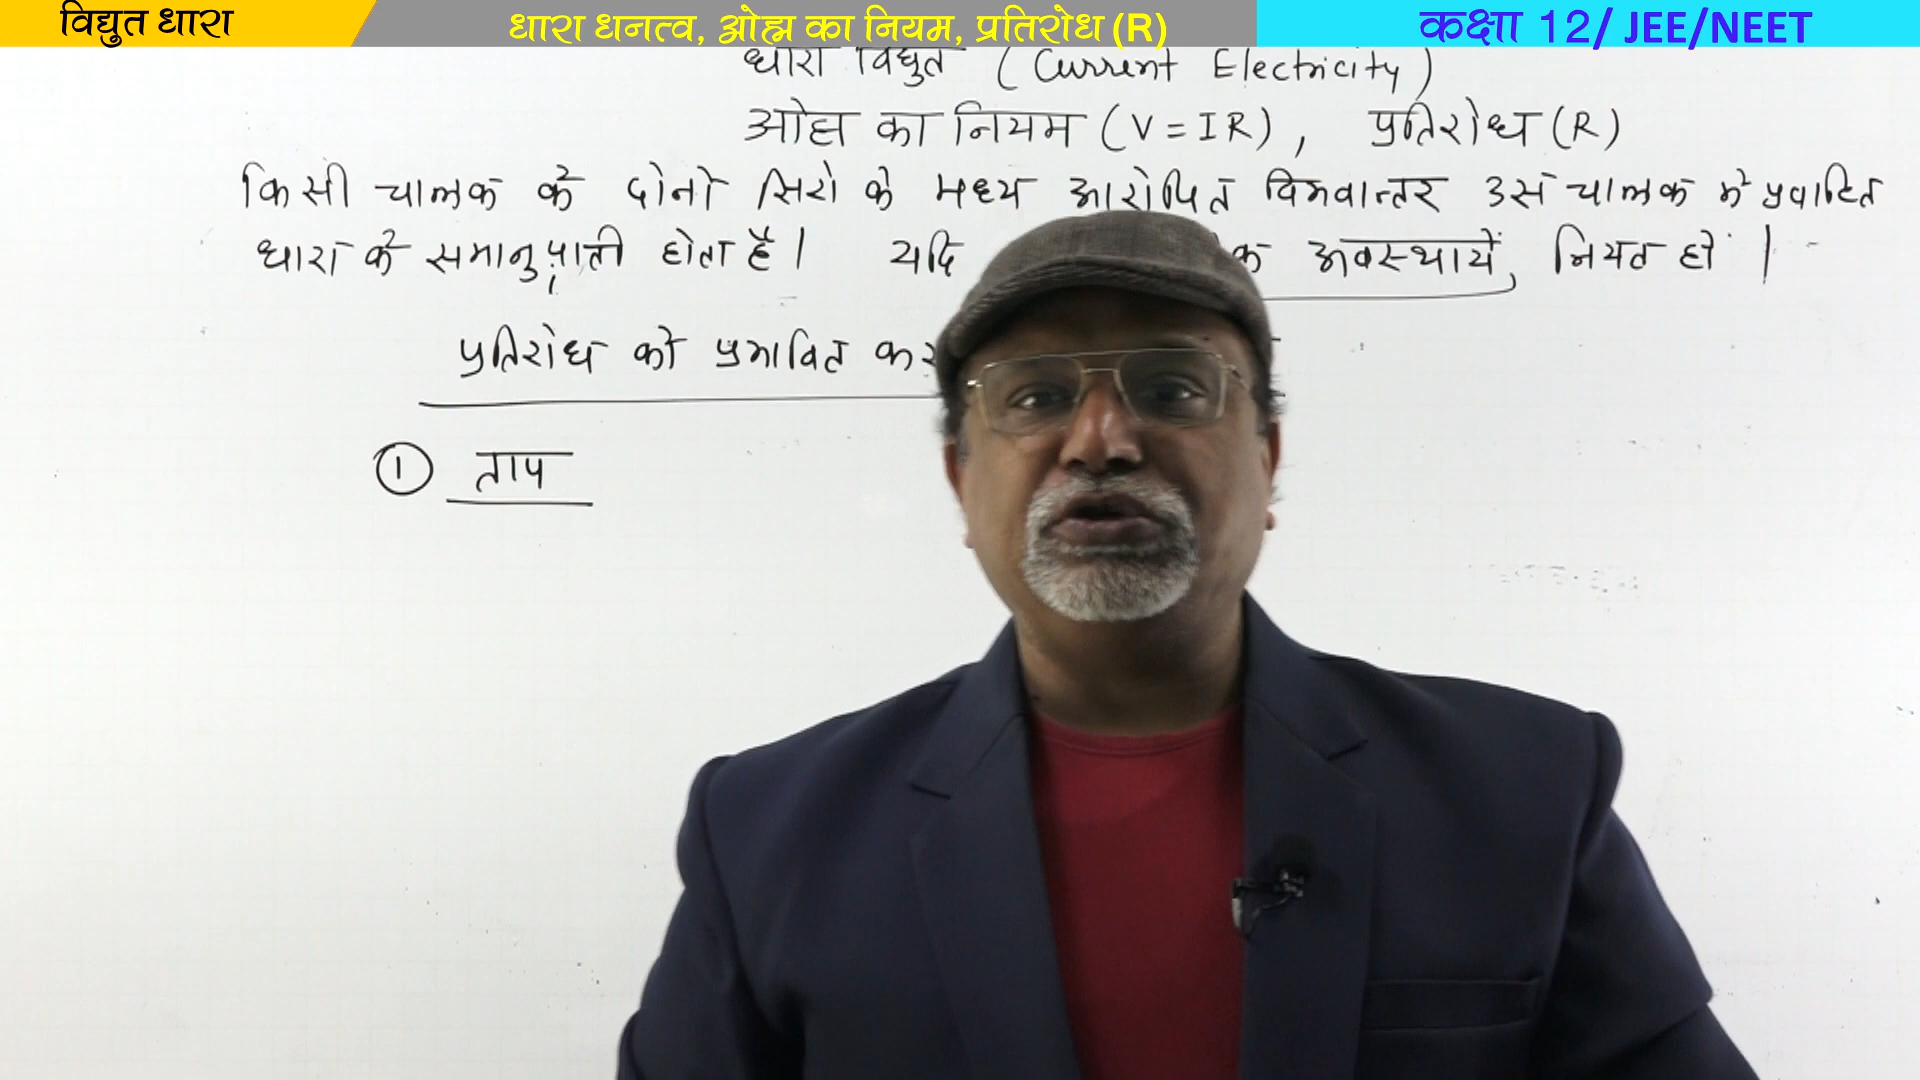 विद्युत धारा
धारा धनत्व, ओह्म का नियम, प्रतिरोध (R)
कक्षा 12/ JEE/NEET
धारा विद्युत (Current Electricity)
ओह्म का नियम (V = IR), प्रतिरोध (R)
किसी चालक के दोनो सिरो के मध्य आरोपित विभवान्तर उस चालक मे प्रवाहित
धारा के समानुपाती होता है। यदि अवस्थायें, नियत हो।
प्रतिरोध को प्रभावित
① ताप